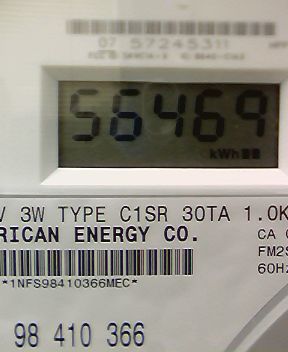 07 57245311
56469
kWh
V 3W TYPE C1SR 30TA 1.0K
RICAN ENERGY CO.
CA
FM2S
60Hz
*1NFS98410366MEC*
98 410 366